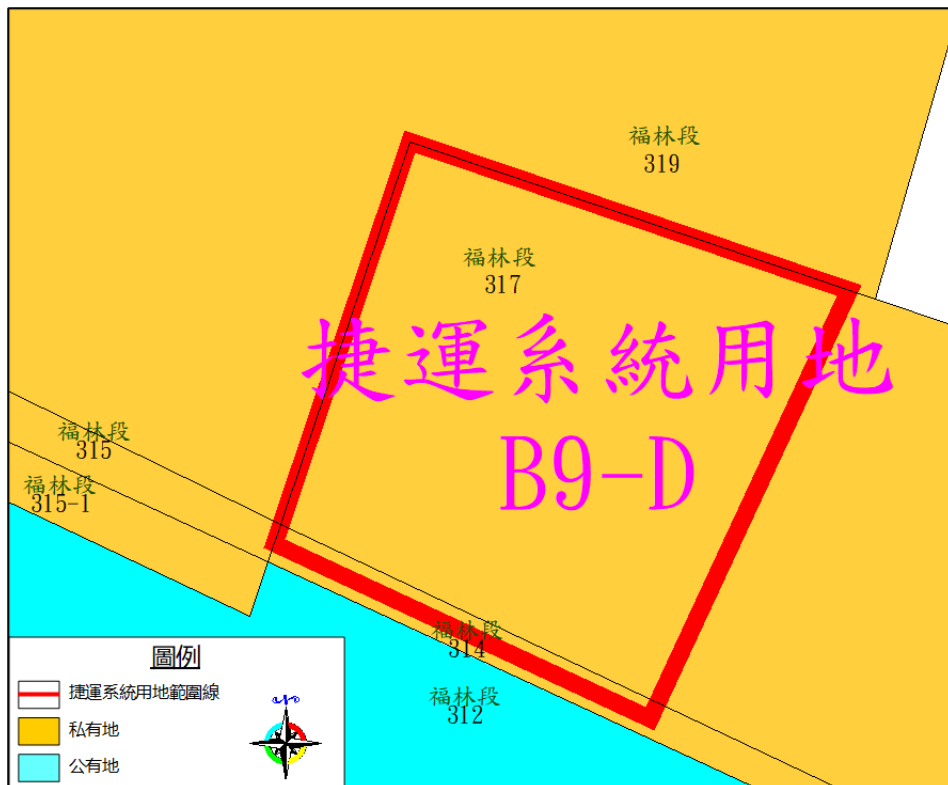 福林段
319
福林段
317
捷運系統用地
B9-D
福林段
315
福林段
315-1
福林段
314
福林段
312
圖例
捷運系統用地範圍線
私有地
公有地
N